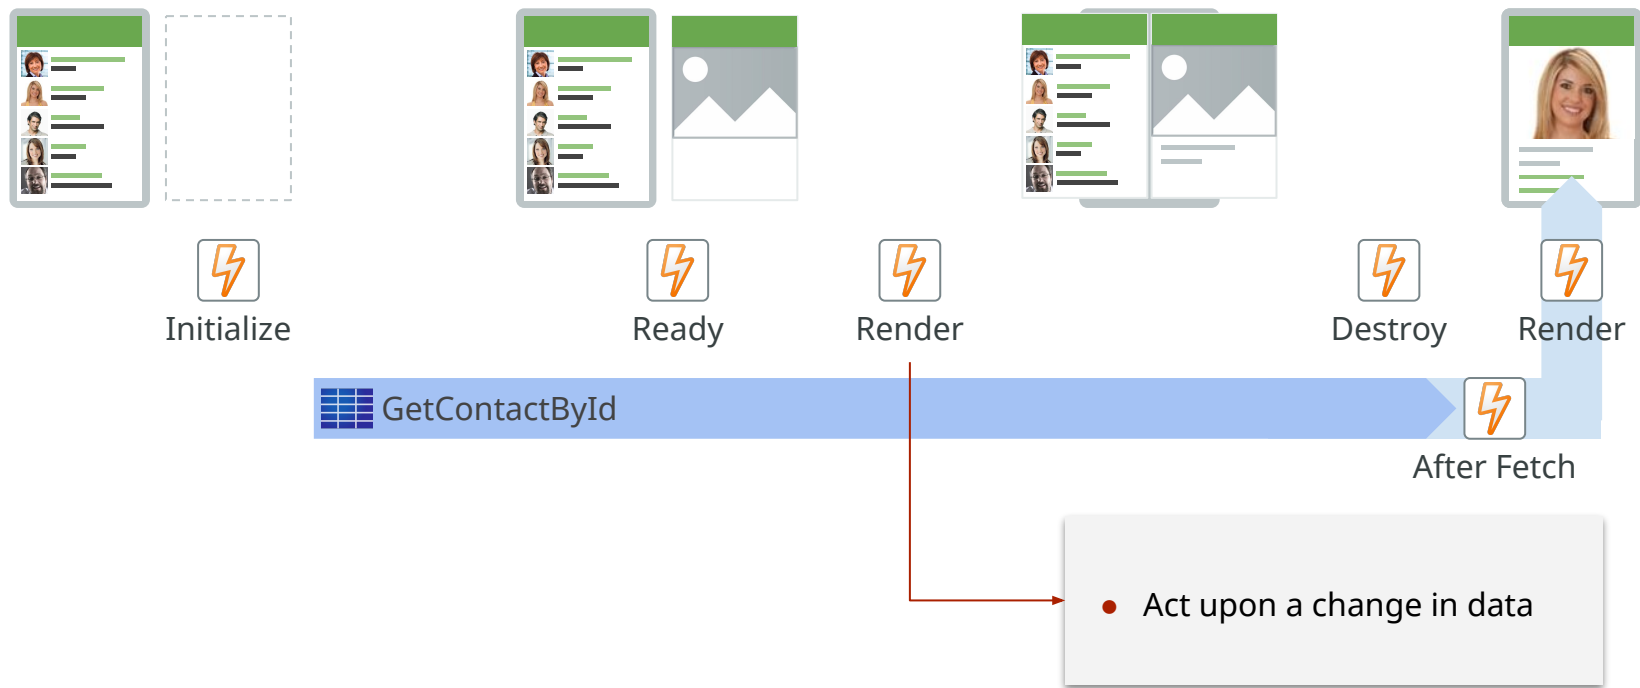 Initialize
Ready
Render
Destroy
Render
GetContactById
After Fetch
● Act upon a change in data